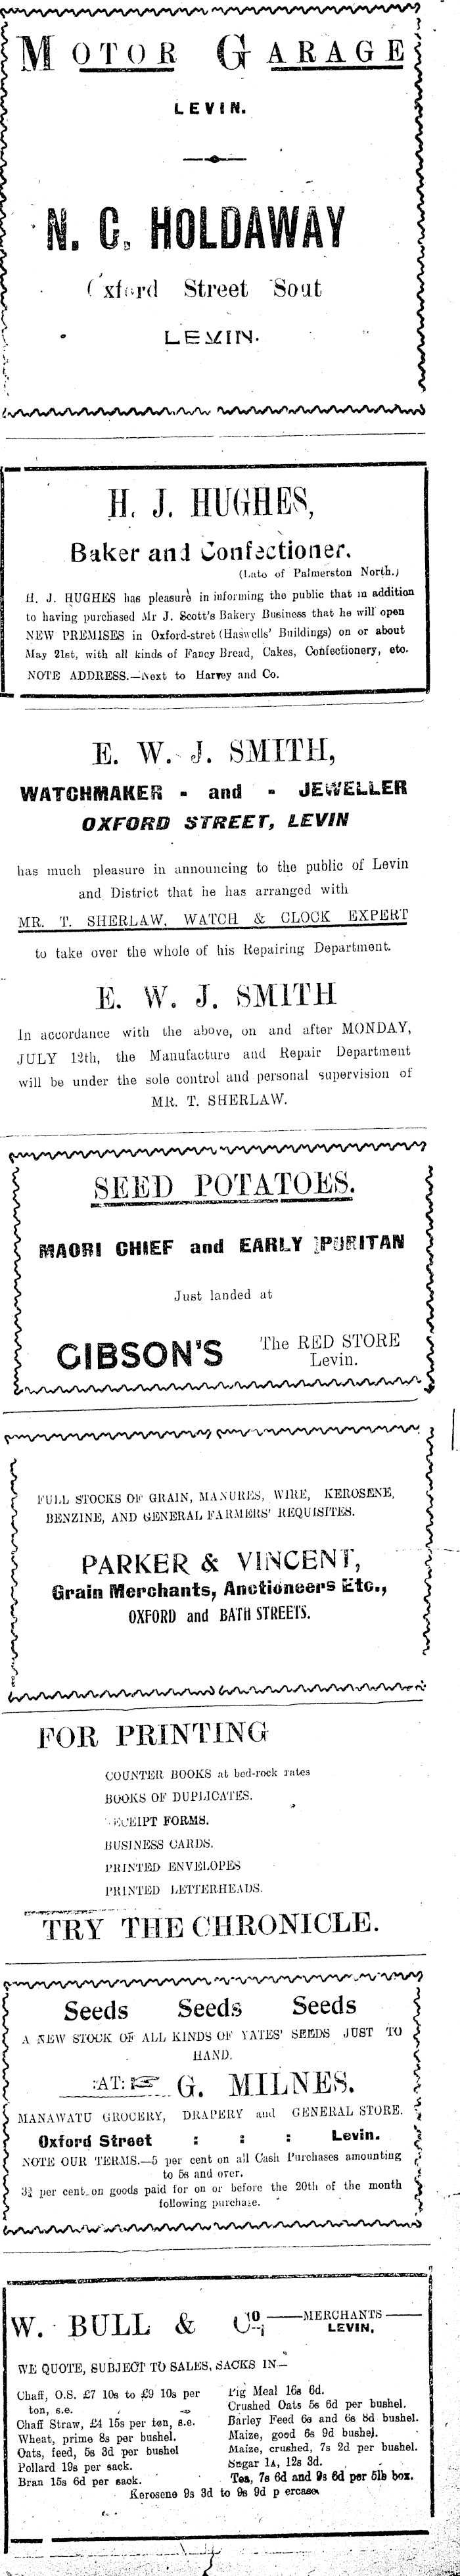 MOTOR GARAGE
LEVIN.
N. C. HOLDAWAY
Oxford Street Sout
LEVIN.
H. J. HUGHES,
Baker and Confectioner.
(Late of Palmerston North.)
H. J. HUGHES has pleasure in informing the public that in addition
to having purchased Mr J. Scott's Bakery Business that he will open
NEW PREMISES in Oxford-stret (Haswells' Buildings) on or about
May 21st, with all kinds of Fancy Bread, Cakes, Confectionery, etc.
NOTE ADDRESS.—Next to Harvey and Co.
E. W. J. SMITH,
WATCHMAKER - and - JEWELLER
OXFORD STREET, LEVIN
has much pleasure in announcing to the public of Levin
and District that he has arranged with
MR. T. SHERLAW, WATCH & CLOCK EXPERT
to take over the whole of his Repairing Department.
E. W. J. SMITH
In accordance with the above, on and after MONDAY,
JULY 12th, the Manufacture and Repair Department
will be under the sole control and personal supervision of
MR. T. SHERLAW.
SEED POTATOES.
MAORI CHIEF and EARLY PURITAN
Just landed at
GIBSON'S The RED STORE
Levin.
FULL STOCKS OF GRAIN, MANURES, WIRE, KEROSENE,
BENZINE, AND GENERAL FARMERS' REQUISITES.
PARKER & VINCENT,
Grain Merchants, Auctioneers Etc.,
OXFORD and BATH STREETS.
FOR PRINTING
COUNTER BOOKS at bed-rock rates
BOOKS OF DUPLICATES.
RECEIPT FORMS.
BUSINESS CARDS.
PRINTED ENVELOPES
PRINTED LETTERHEADS.
TRY THE CHRONICLE.
Seeds Seeds Seeds
A NEW STOCK OF ALL KINDS OF YATES' SEEDS JUST TO
HAND.
:AT: ☞ G. MILNES.
MANAWATU GROCERY, DRAPERY and GENERAL STORE.
Oxford Street : : : Levin.
NOTE OUR TERMS.—5 per cent on all Cash Purchases amounting
to 5s and over.
3¾ per cent. on goods paid for on or before the 20th of the month
following purchase.
W. BULL & CO., —MERCHANTS—
LEVIN,
WE QUOTE, SUBJECT TO SALES, SACKS IN—
Chaff, O.S. £7 10s to £9 10s per
ton, s.e.
Chaff Straw, £4 15s per ton, s.e.
Wheat, prime 8s per bushel.
Oats, feed, 5s 3d per bushel
Pollard 19s per sack.
Bran 15s 6d per sack.
Pig Meal 16s 6d.
Crushed Oats 5s 6d per bushel.
Barley Feed 6s and 6s 8d bushel.
Maize, good 6s 9d bushel.
Maize, crushed, 7s 2d per bushel.
Sugar 1A, 12s 3d.
Tea, 7s 6d and 9s 6d per 5lb box.
Kerosene 9s 3d to 9s 9d p ercase